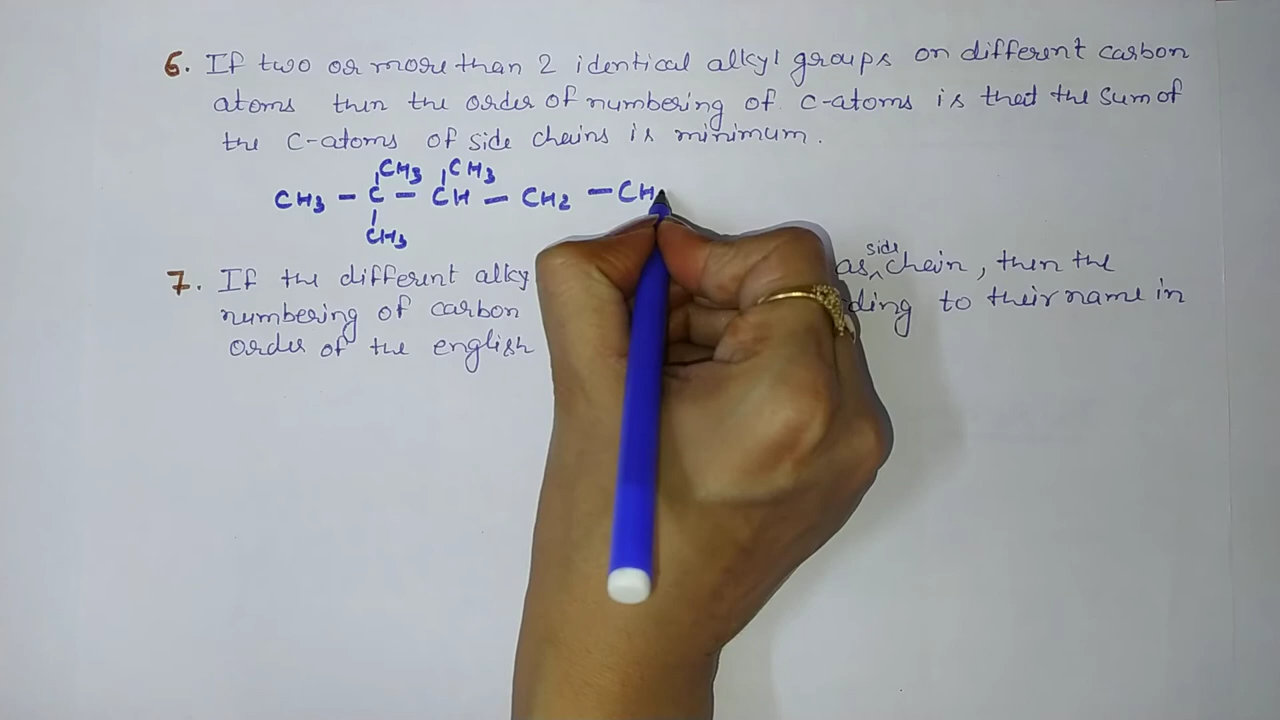 6. If two or more than 2 identical alkyl groups on different carbon
atoms then the order of numbering of C-atoms is that the sum of
the C-atoms of side chains is minimum.
CH3 CH3
CH3 - C - CH - CH2 - CH
CH3
7. If the different alky as side chein, then the
numbering of carbon ding to their name in
order of the english